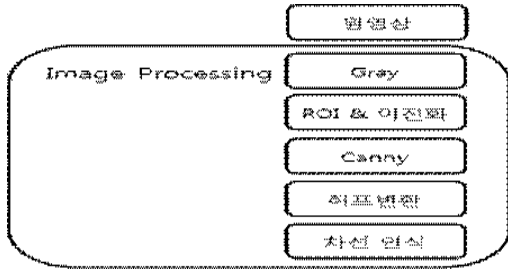 원영상
Image Processing
Gray
ROI & 이진화
Canny
허프변환
차선 인식